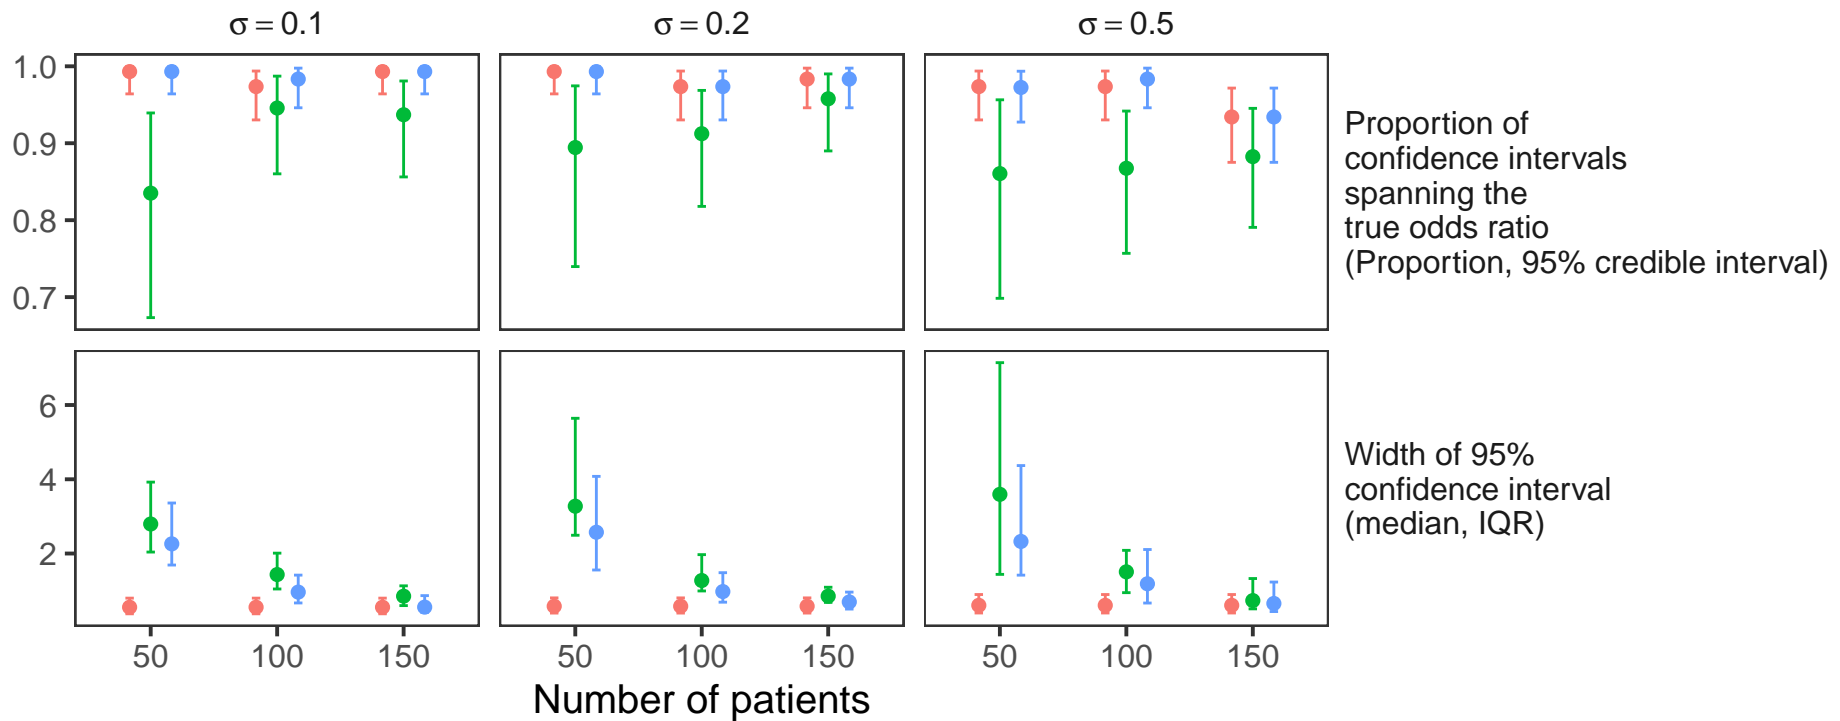 σ = 0.1
σ = 0.2
σ = 0.5
1.0
0.9
0.8
0.7
Proportion of
confidence intervals
spanning the
true odds ratio
(Proportion, 95% credible interval)
6
4
2
Width of 95%
confidence interval
(median, IQR)
50 100 150
50 100 150
50 100 150
Number of patients